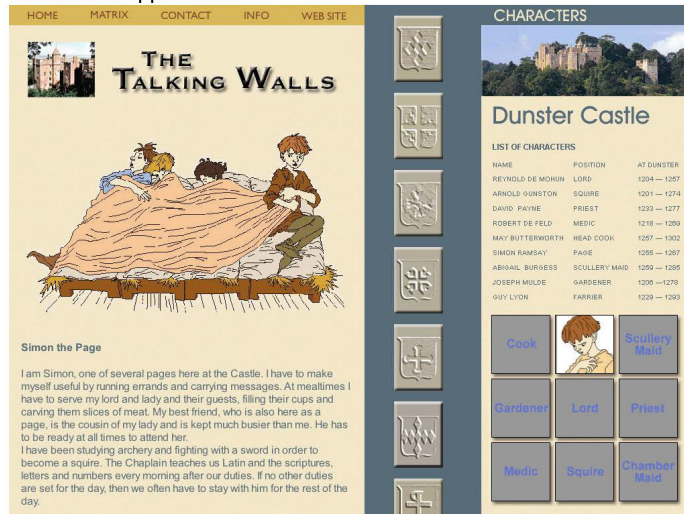 HOME MATRIX CONTACT INFO WEB SITE
THE
TALKING WALLS
Simon the Page
I am Simon, one of several pages here at the Castle. I have to make
myself useful by running errands and carrying messages. At mealtimes I
have to serve my lord and lady and their guests, filling their cups and
carving them slices of meat. My best friend, who is also here as a
page, is the cousin of my lady and is kept much busier than me. He has
to be ready at all times to attend her.
I have been studying archery and fighting with a sword in order to
become a squire. The Chaplain teaches us Latin and the scriptures,
letters and numbers every morning after our duties. If no other duties
are set for the day, then we often have to stay with him for the rest of the
day.
CHARACTERS
Dunster Castle
LIST OF CHARACTERS
NAME POSITION AT DUNSTER
REYNOLD DE MOHUN LORD 1204 — 1257
ARNOLD GUNSTON SQUIRE 1201 — 1274
DAVID PAYNE PRIEST 1233 — 1277
ROBERT DE FELD MEDIC 1218 — 1269
MAY BUTTERWORTH HEAD COOK 1257 — 1302
SIMON RAMSAY PAGE 1255 — 1287
ABIGAIL BURGESS SCULLERY MAID 1259 — 1285
JOSEPH MULDE GARDENER 1206 —1278
GUY LYON FARRIER 1229 — 1293
Cook Scullery Maid
Gardener Lord Priest
Medic Squire Chamber Maid